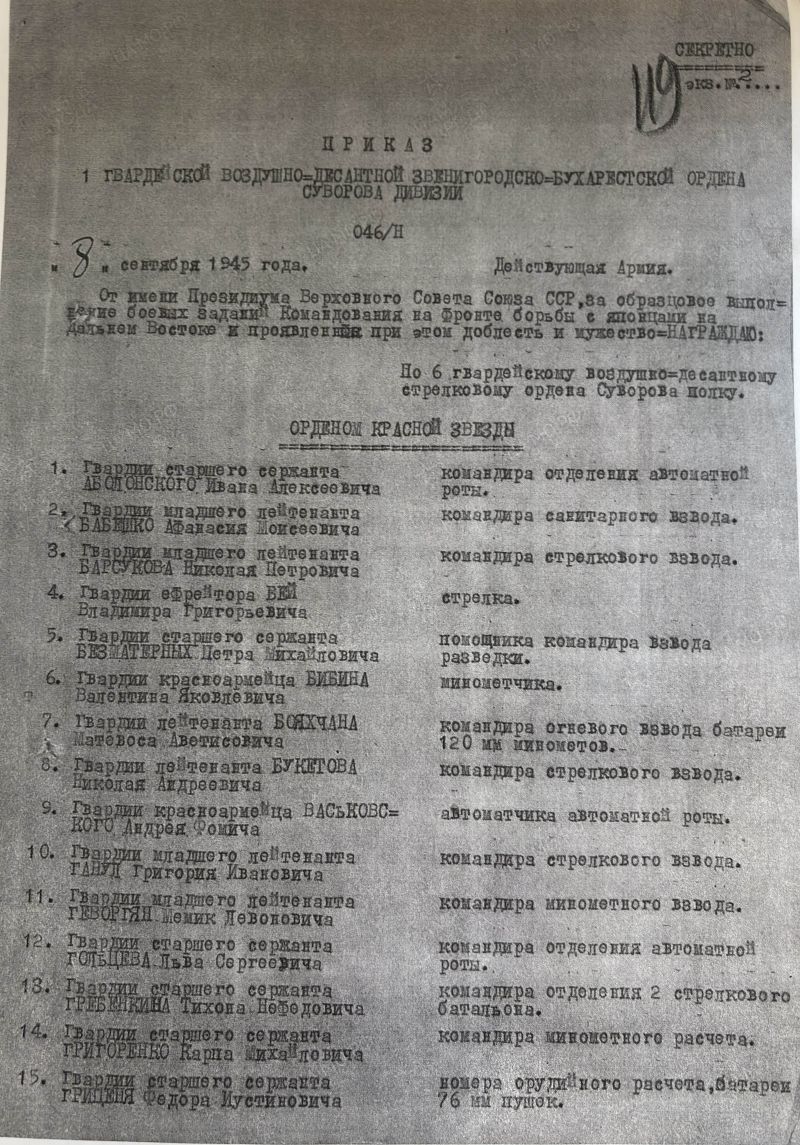 СЕКРЕТНО
119
экз.№ 2....
ПРИКАЗ
1 ГВАРДЕЙСКОЙ ВОЗДУШНО=ДЕСАНТНОЙ ЗВЕНИГОРОДСКО=БУХАРЕСТСКОЙ ОРДЕНА
СУВОРОВА ДИВИЗИИ
046/Н
" 8 " сентября 1945 года. Действующая Армия.
От имени Президиума Верховного Совета Союза ССР,за образцовое выпол=
нение боевых заданий Командования на Фронте борьбы с японцами на
Дальнем Востоке и проявленные при этом доблесть и мужество=НАГРАЖДАЮ:
По 6 гвардейскому воздушно=десантному
стрелковому ордена Суворова полку.
ОРДЕНОМ КРАСНОЙ ЗВЕЗДЫ
1. Гвардии старшего сержанта командира отделения автоматной
АБОЛОНСКОГО Ивана Алексеевича роты.
2. Гвардии младшего лейтенанта командира санитарного взвода.
БАБЕШКО Афанасия Моисеевича
3. Гвардии младшего лейтенанта командира стрелкового взвода.
БАРСУКОВА Николая Петровича
4. Гвардии ефрейтора БЕЙ стрелка.
Владимира Григорьевича
5. Гвардии старшего сержанта помощника командира взвода
БЕЗМАТЕРНЫХ Петра Михайловича разведки.
6. Гвардии красноармейца БИБИНА минометчика.
Валентина Яковлевича
7. Гвардии лейтенанта БОЯХЧАНА командира огневого взвода батареи
Матевоса Аветисовича 120 мм минометов.
8. Гвардии лейтенанта БУКЕТОВА командира стрелкового взвода.
Николая Андреевича
9. Гвардии красноармейца ВАСЬКОВС= автоматчика автоматной роты.
КОГО Андрея Фомича
10. Гвардии младшего лейтенанта командира стрелкового взвода.
ГАНУЛ Григория Ивановича
11. Гвардии младшего лейтенанта командира минометного взвода.
ГЕВОРГЯН Мемик Левоновича
12. Гвардии старшего сержанта командира отделения автоматной
ГОЛЬЦЕВА Льва Сергеевича роты.
13. Гвардии старшего сержанта командира отделения 2 стрелкового
ГРЕБЕНКИНА Тихона Нефедовича батальона.
14. Гвардии старшего сержанта командира минометного расчета.
ГРИГОРЕНКО Карпа Михайловича
15. Гвардии старшего сержанта номера орудийного расчета,батареи
ГРИЦЕНЯ Федора Иустиновича 76 мм пушек.